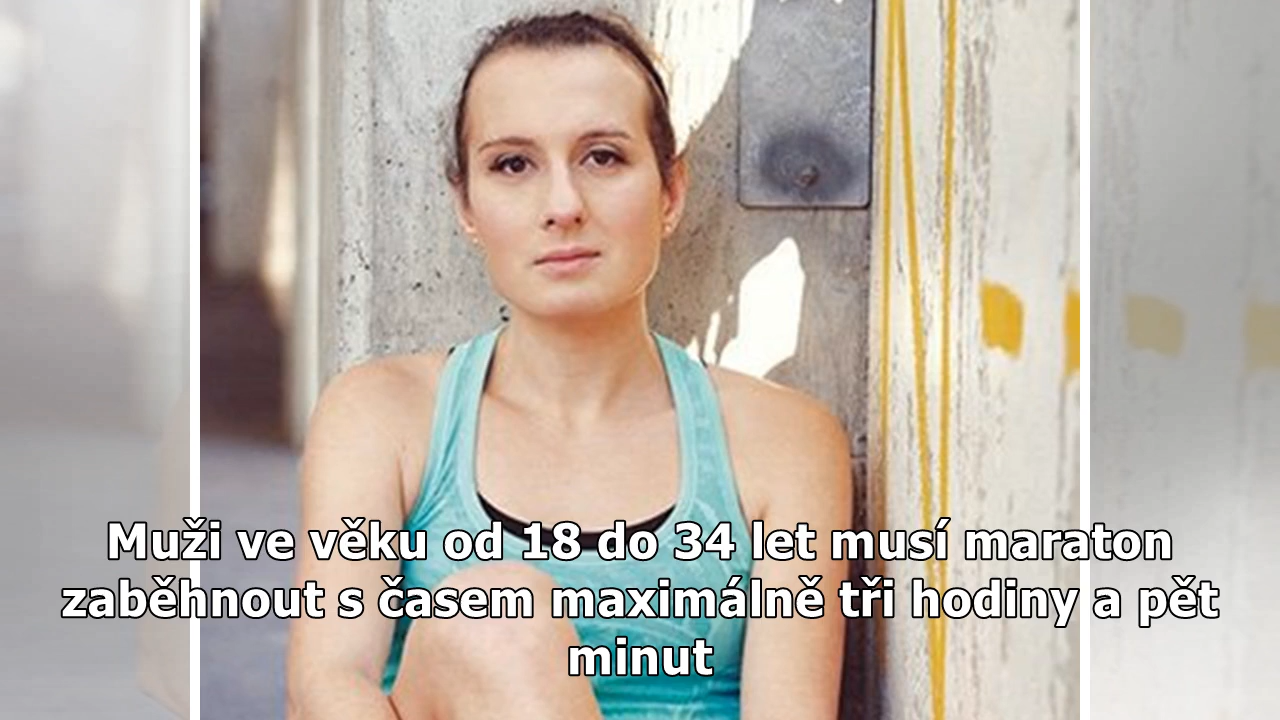 Muži ve věku od 18 do 34 let musí maraton
zaběhnout s časem maximálně tři hodiny a pět
minut